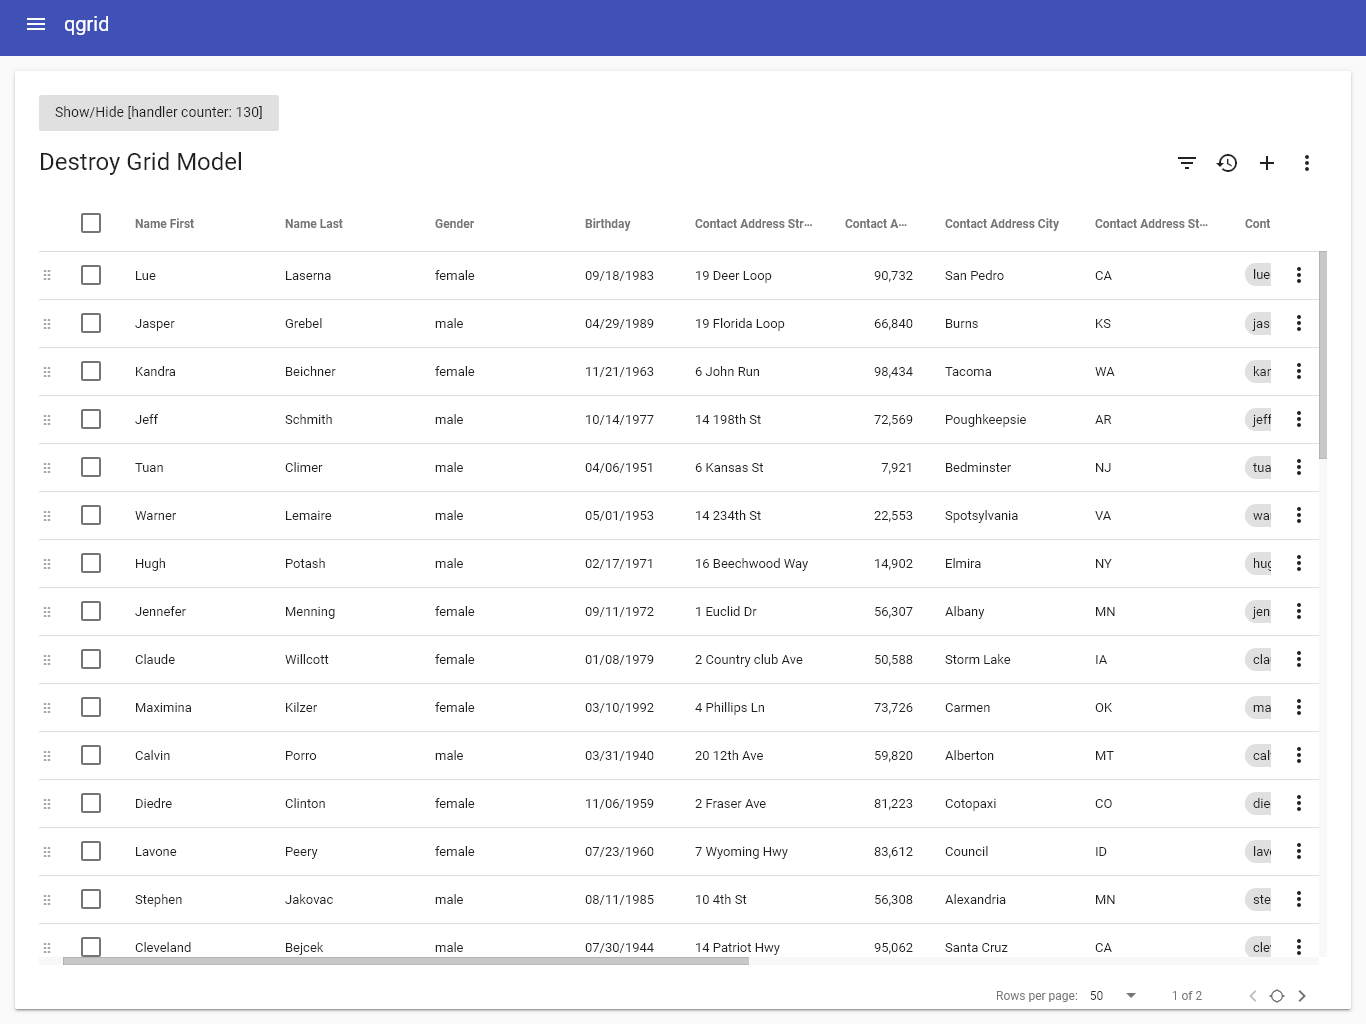 qgrid
Show/Hide [handler counter: 130]
Destroy Grid Model
Name First Name Last Gender Birthday Contact Address Str... Contact A... Contact Address City Contact Address St... Cont
Lue Laserna female 09/18/1983 19 Deer Loop 90,732 San Pedro CA lue
Jasper Grebel male 04/29/1989 19 Florida Loop 66,840 Burns KS jas
Kandra Beichner female 11/21/1963 6 John Run 98,434 Tacoma WA kan
Jeff Schmith male 10/14/1977 14 198th St 72,569 Poughkeepsie AR jeff
Tuan Climer male 04/06/1951 6 Kansas St 7,921 Bedminster NJ tua
Warner Lemaire male 05/01/1953 14 234th St 22,553 Spotsylvania VA wa
Hugh Potash male 02/17/1971 16 Beechwood Way 14,902 Elmira NY hug
Jennefer Menning female 09/11/1972 1 Euclid Dr 56,307 Albany MN jen
Claude Willcott female 01/08/1979 2 Country club Ave 50,588 Storm Lake IA cla
Maximina Kilzer female 03/10/1992 4 Phillips Ln 73,726 Carmen OK ma
Calvin Porro male 03/31/1940 20 12th Ave 59,820 Alberton MT cal
Diedre Clinton female 11/06/1959 2 Fraser Ave 81,223 Cotopaxi CO die
Lavone Peery female 07/23/1960 7 Wyoming Hwy 83,612 Council ID lav
Stephen Jakovac male 08/11/1985 10 4th St 56,308 Alexandria MN ste
Cleveland Bejcek male 07/30/1944 14 Patriot Hwy 95,062 Santa Cruz CA cle
Rows per page: 50 1 of 2